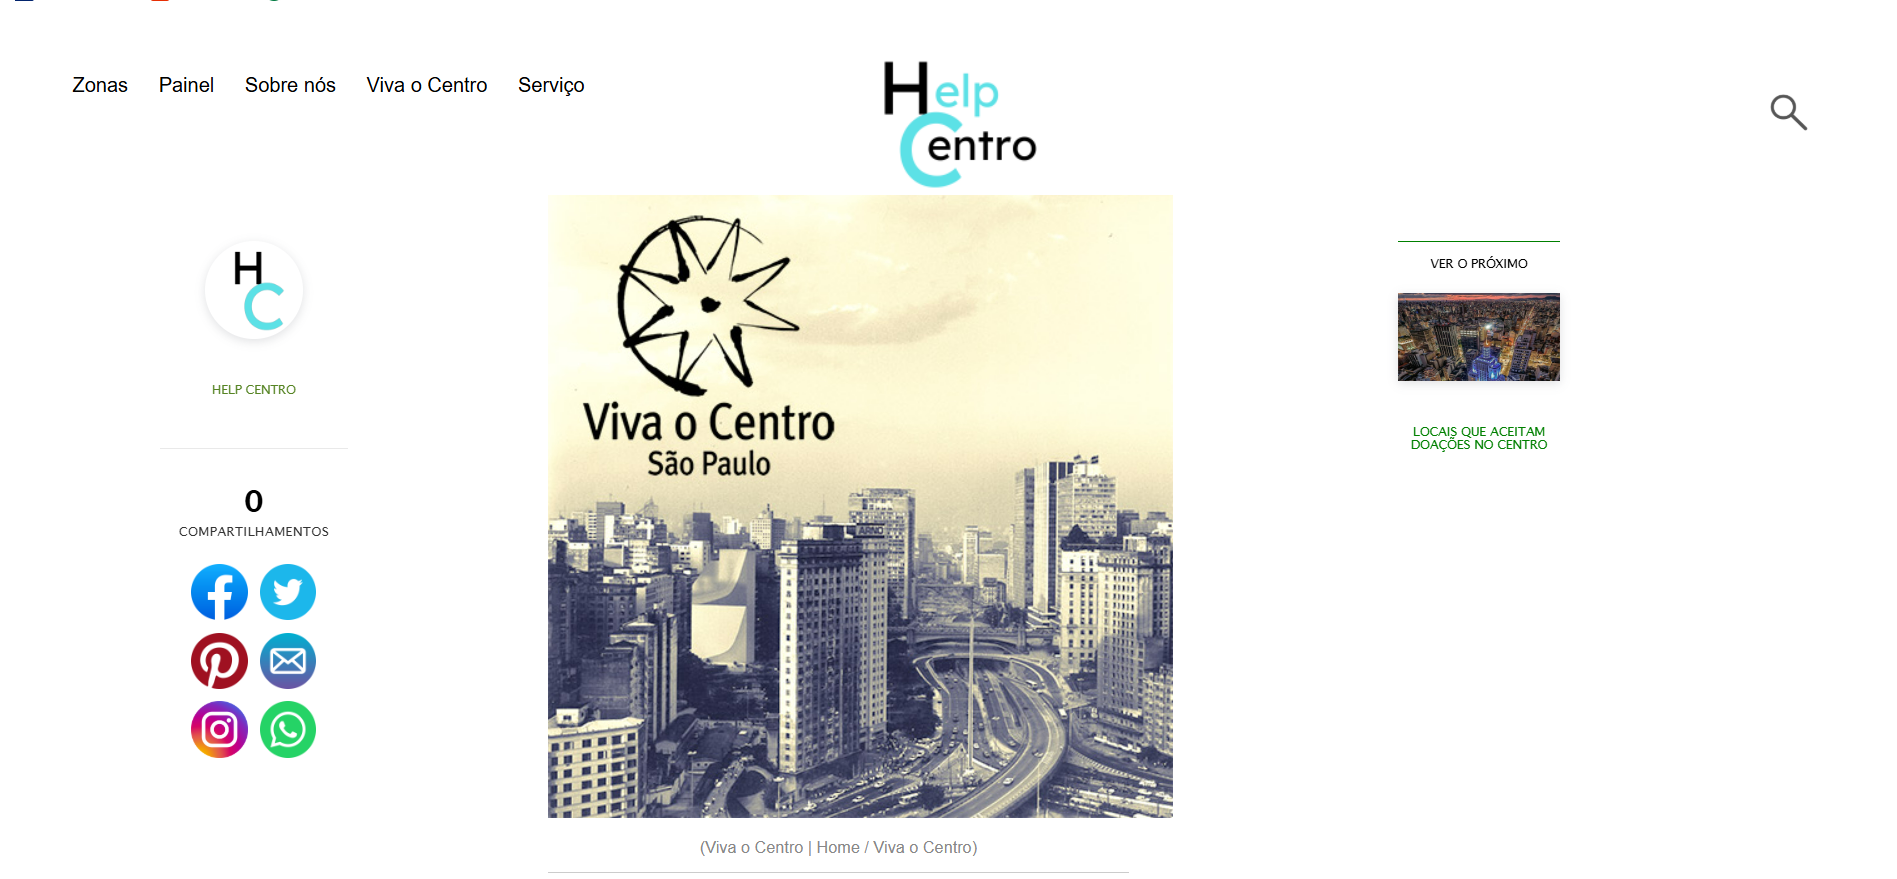 Zonas Painel Sobre nós Viva o Centro Serviço
Help
Centro
H
C
HELP CENTRO
0
COMPARTILHAMENTOS
Viva o Centro
São Paulo
(Viva o Centro | Home / Viva o Centro)
VER O PRÓXIMO
LOCAIS QUE ACEITAM
DOAÇÕES NO CENTRO